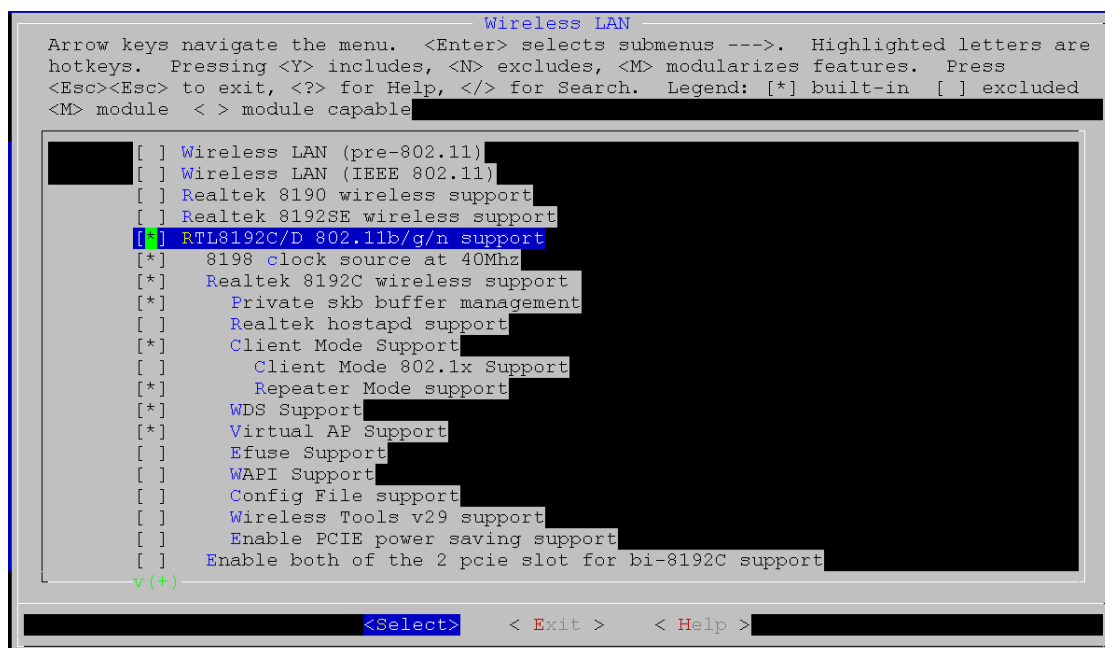 Wireless LAN
Arrow keys navigate the menu.  <Enter> selects submenus --->.  Highlighted letters are
hotkeys.  Pressing <Y> includes, <N> excludes, <M> modularizes features.  Press
<Esc><Esc> to exit, <?> for Help, </> for Search.  Legend: [*] built-in  [ ] excluded
<M> module  < > module capable
[ ] Wireless LAN (pre-802.11)
[ ] Wireless LAN (IEEE 802.11)
[ ] Realtek 8190 wireless support
[ ] Realtek 8192SE wireless support
[*] RTL8192C/D 802.11b/g/n support
[*]   8198 clock source at 40Mhz
[*]   Realtek 8192C wireless support
[*]     Private skb buffer management
[ ]     Realtek hostapd support
[*]     Client Mode Support
[ ]       Client Mode 802.1x Support
[*]       Repeater Mode support
[*]     WDS Support
[*]     Virtual AP Support
[ ]     Efuse Support
[ ]     WAPI Support
[ ]     Config File support
[ ]     Wireless Tools v29 support
[ ]     Enable PCIE power saving support
[ ]   Enable both of the 2 pcie slot for bi-8192C support
v(+)
<Select>    < Exit >    < Help >